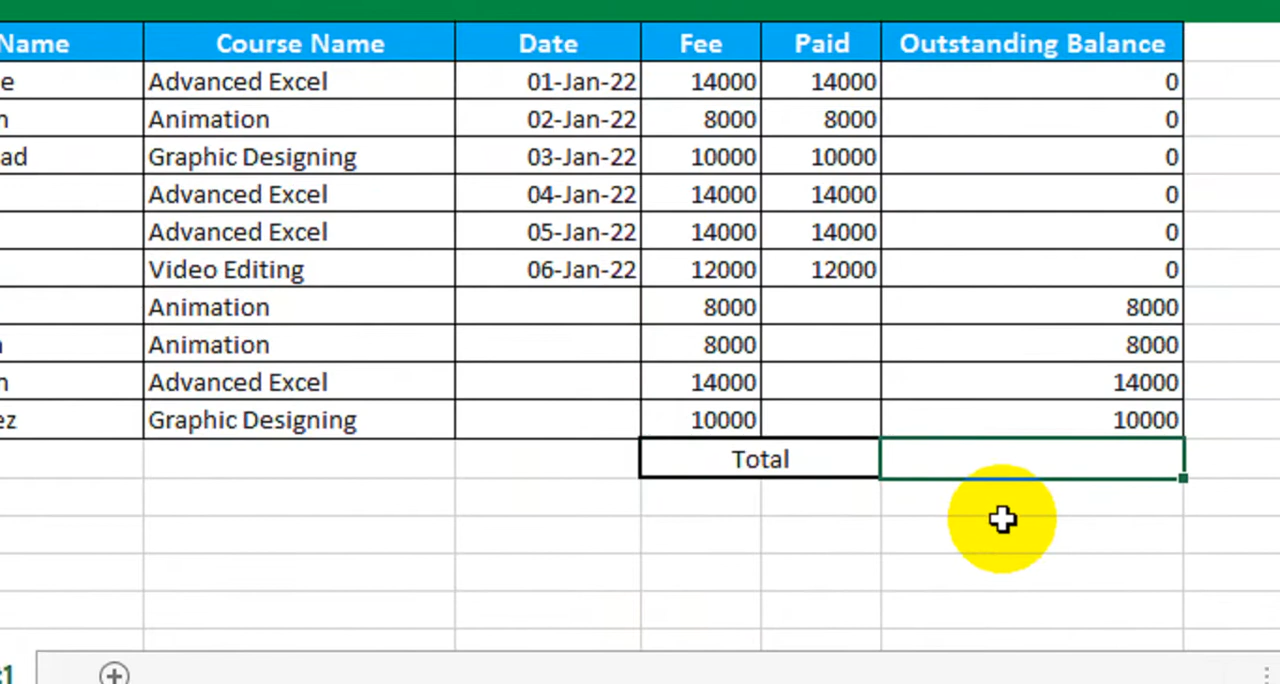 Name Course Name Date Fee Paid Outstanding Balance
e Advanced Excel 01-Jan-22 14000 14000 0
Animation 02-Jan-22 8000 8000 0
ad Graphic Designing 03-Jan-22 10000 10000 0
Advanced Excel 04-Jan-22 14000 14000 0
Advanced Excel 05-Jan-22 14000 14000 0
Video Editing 06-Jan-22 12000 12000 0
Animation 8000 8000
Animation 8000 8000
Advanced Excel 14000 14000
ez Graphic Designing 10000 10000
Total
1